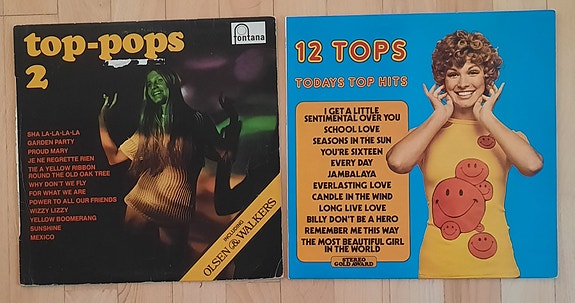 top-pops
2
fontana
SHA LA-LA-LA-LA
GARDEN PARTY
PROUD MARY
JE NE REGRETTE RIEN
TIE A YELLOW RIBBON
ROUND THE OLD OAK TREE
WHY DON'T WE FLY
FOR WHAT WE ARE
POWER TO ALL OUR FRIENDS
WIZZY LIZZY
YELLOW BOOMERANG
SUNSHINE
MEXICO
INCLUDING
OLSEN & WALKERS
12 TOPS
TODAYS TOP HITS
I GET A LITTLE
SENTIMENTAL OVER YOU
SCHOOL LOVE
SEASONS IN THE SUN
YOU'RE SIXTEEN
EVERY DAY
JAMBALAYA
EVERLASTING LOVE
CANDLE IN THE WIND
LONG LIVE LOVE
BILLY DON'T BE A HERO
REMEMBER ME THIS WAY
THE MOST BEAUTIFUL GIRL
IN THE WORLD
STEREO
GOLD AWARD